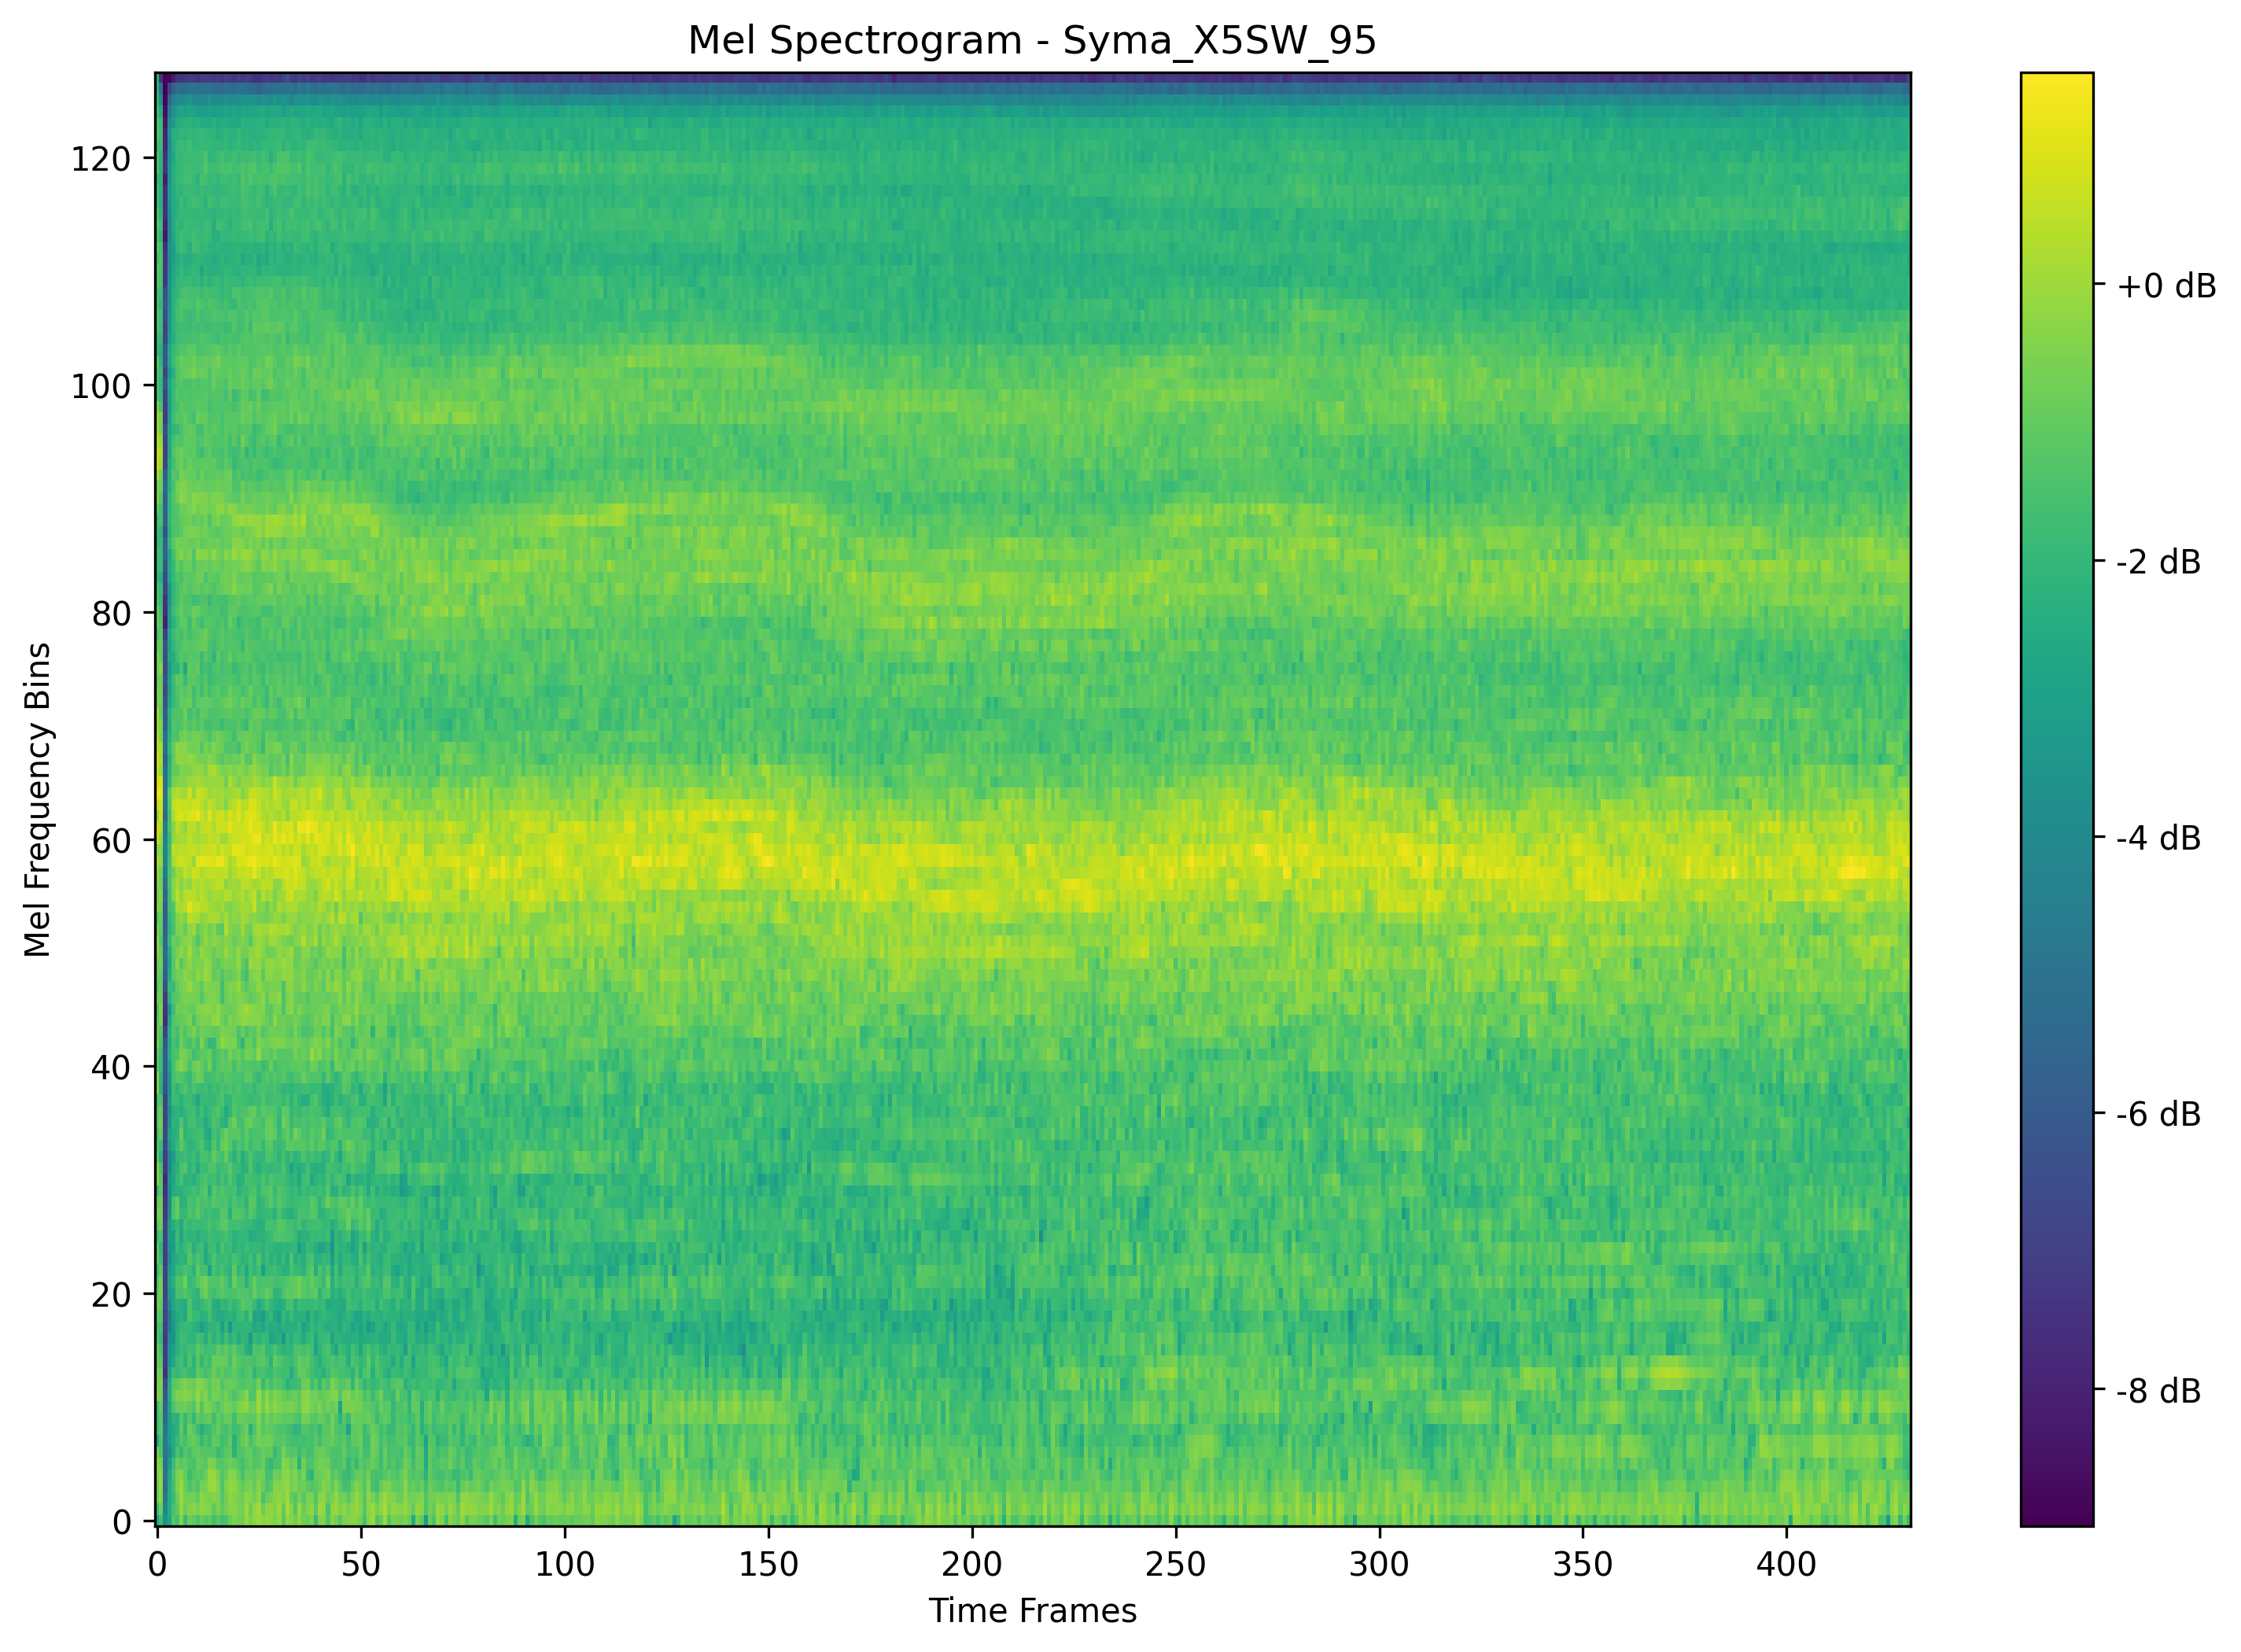 Mel Spectrogram - Syma_X5SW_95
120
100
80
60
40
20
0
Mel Frequency Bins
0 50 100 150 200 250 300 350 400
Time Frames
+0 dB
-2 dB
-4 dB
-6 dB
-8 dB